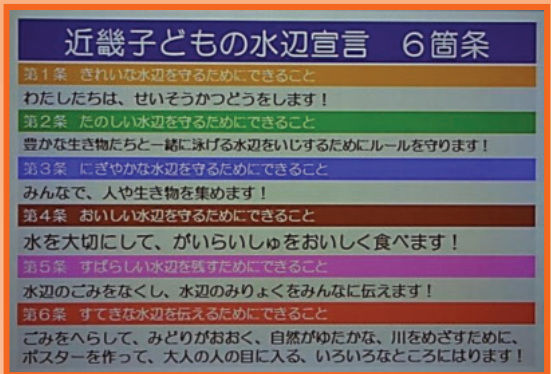 近畿子どもの水辺宣言　６箇条
第１条　きれいな水辺を守るためにできること
わたしたちは、せいそうかつどうをします！
第２条　たのしい水辺を守るためにできること
豊かな生き物たちと一緒に泳げる水辺をいじするためにルールを守ります！
第３条　にぎやかな水辺を守るためにできること
みんなで、人や生き物を集めます！
第４条　おいしい水辺を守るためにできること
水を大切にして、がいらいしゅをおいしく食べます！
第５条　すばらしい水辺を残すためにできること
水辺のごみをなくし、水辺のみりょくをみんなに伝えます！
第６条　すてきな水辺を伝えるためにできること
ごみをへらして、みどりがおおく、自然がゆたかな、川をめざすために、
ポスターを作って、大人の人の目に入る、いろいろなところにはります！